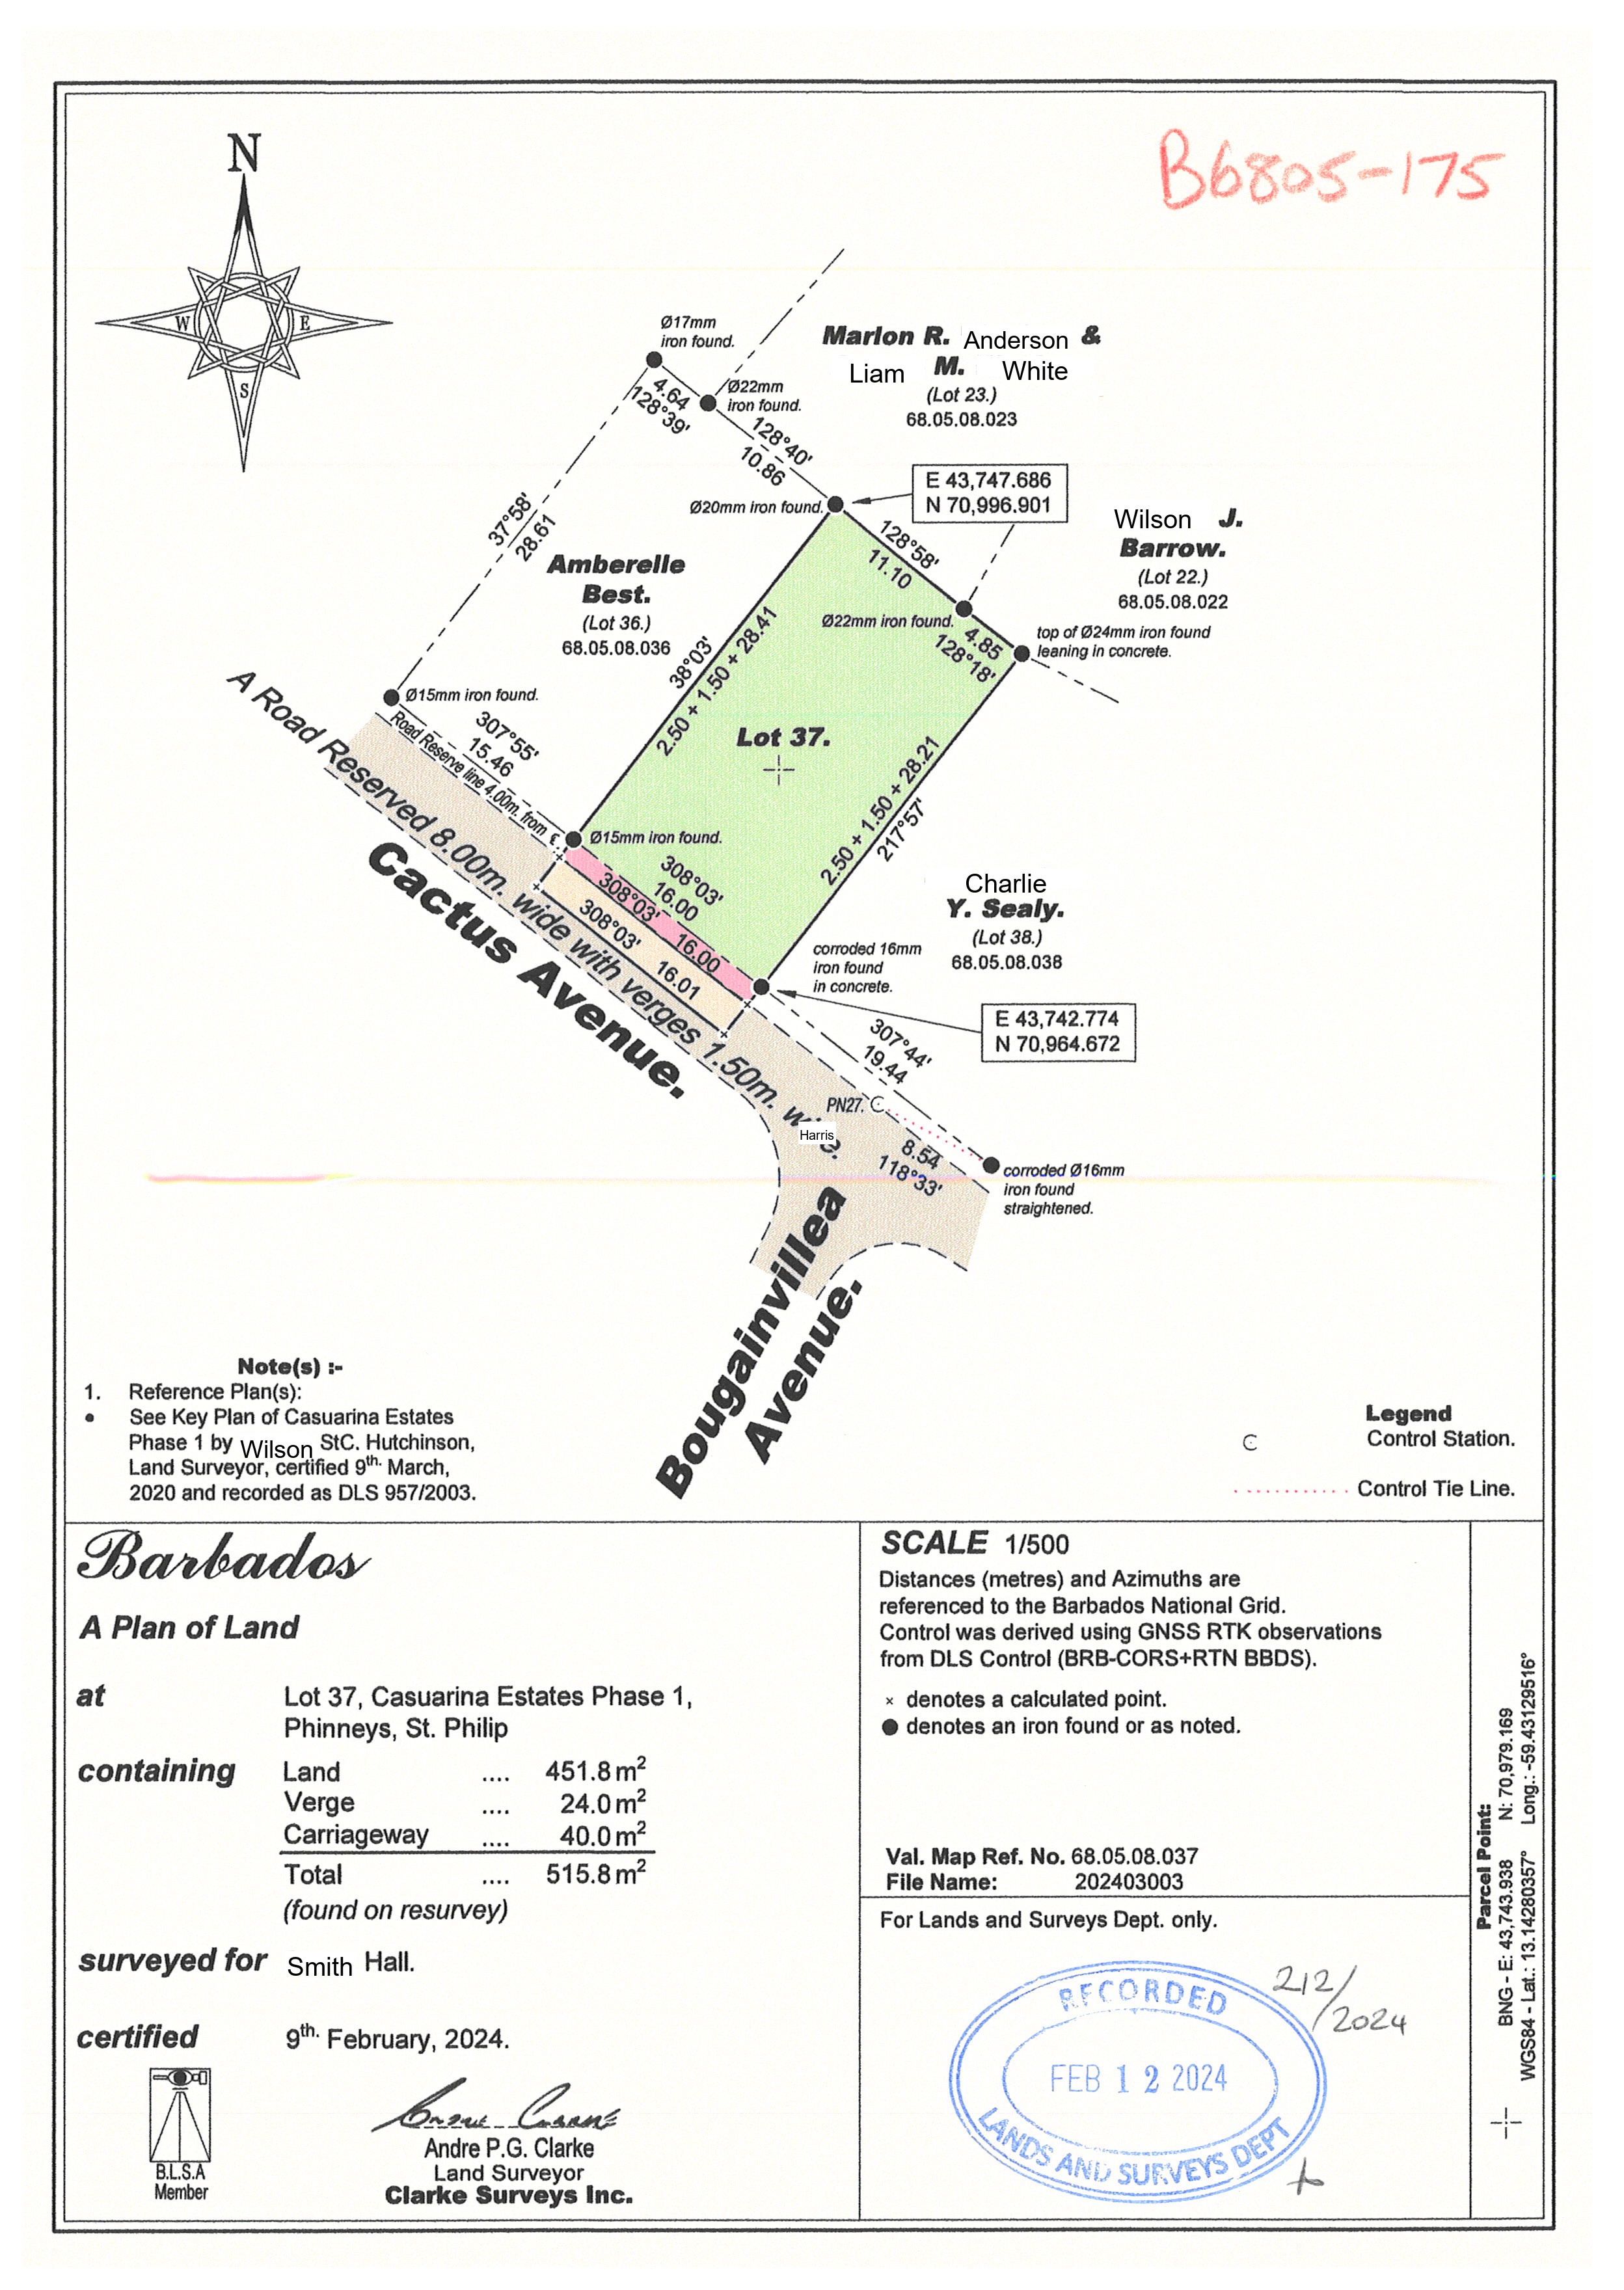 B6805-175
N
W
E
S
Ø17mm
iron found.
Marlon R. Anderson &
Liam M. White
(Lot 23.)
68.05.08.023
4.64
128°39'
Ø22mm
iron found.
128°40'
10.86
E 43,747.686
N 70,996.901
Ø20mm iron found.
37°58'
28.61
128°58'
11.10
Wilson J.
Barrow.
(Lot 22.)
68.05.08.022
Amberelle
Best.
(Lot 36.)
68.05.08.036
Ø22mm iron found.
4.85
128°18'
top of Ø24mm iron found
leaning in concrete.
38°03'
2.50 + 1.50 + 28.41
Ø15mm iron found.
Lot 37.
307°55'
15.46
Road Reserve line 4.00m. from ℄.
2.50 + 1.50 + 28.21
217°57'
Ø15mm iron found.
308°03'
16.00
308°03'
16.00
308°03'
16.01
A Road Reserved 8.00m. wide with verges 1.50m. w
Cactus Avenue.
Charlie
Y. Sealy.
(Lot 38.)
68.05.08.038
corroded 16mm
iron found
in concrete.
E 43,742.774
N 70,964.672
307°44'
19.44
PN27.
Harris
8.54
118°33'
corroded Ø16mm
iron found
straightened.
Bougainvillea
Avenue.
Note(s) :-
1. Reference Plan(s):
• See Key Plan of Casuarina Estates
Phase 1 by Wilson StC. Hutchinson,
Land Surveyor, certified 9th. March,
2020 and recorded as DLS 957/2003.
Legend
C Control Station.
Control Tie Line.
Barbados
A Plan of Land
at Lot 37, Casuarina Estates Phase 1,
Phinneys, St. Philip
containing Land .... 451.8 m²
Verge .... 24.0 m²
Carriageway .... 40.0 m²
Total .... 515.8 m²
(found on resurvey)
surveyed for Smith Hall.
certified 9th. February, 2024.
B.L.S.A
Member
Andre P.G. Clarke
Land Surveyor
Clarke Surveys Inc.
SCALE 1/500
Distances (metres) and Azimuths are
referenced to the Barbados National Grid.
Control was derived using GNSS RTK observations
from DLS Control (BRB-CORS+RTN BBDS).
× denotes a calculated point.
● denotes an iron found or as noted.
Val. Map Ref. No. 68.05.08.037
File Name: 202403003
For Lands and Surveys Dept. only.
RECORDED
FEB 12 2024
LANDS AND SURVEYS DEPT
212/
2024
Parcel Point:
BNG - E: 43,743.938 N: 70,979.169
WGS84 - Lat.: 13.14280357° Long.: -59.43129516°